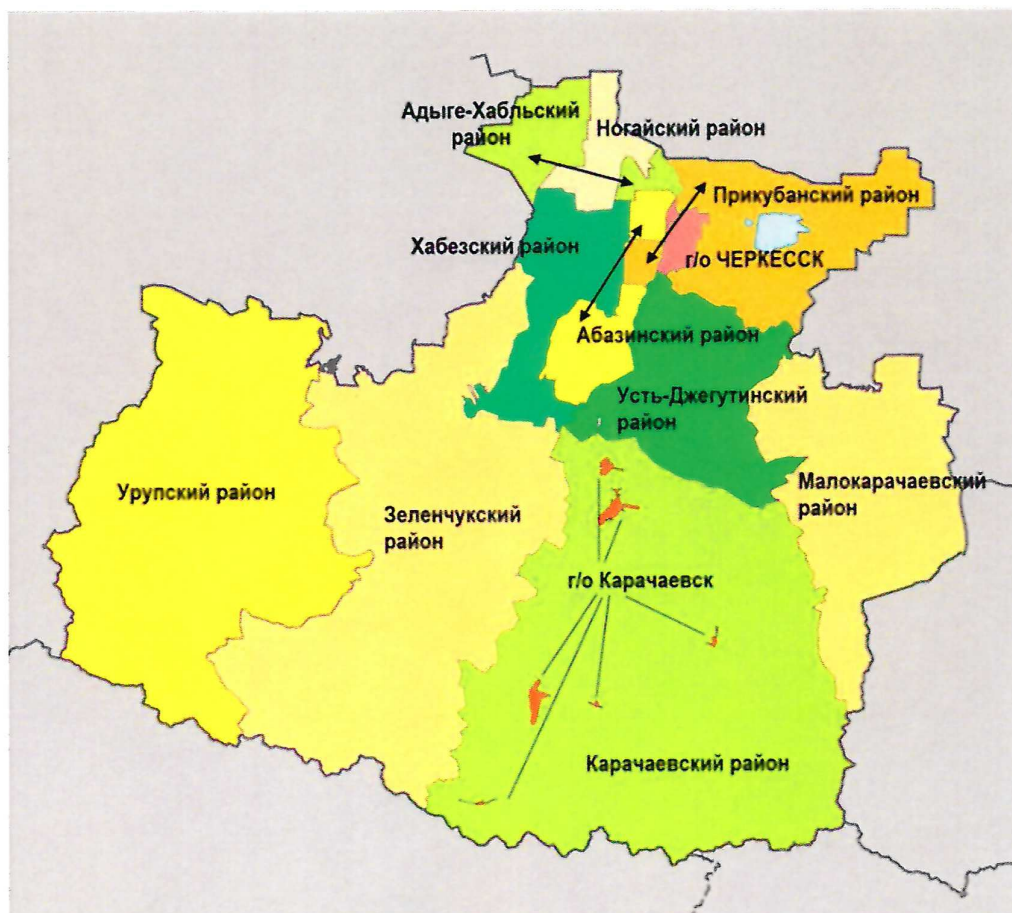 Адыге-Хабльский
район
Ногайский район
Прикубанский район
Хабезский район
г/о ЧЕРКЕССК
Абазинский район
Усть-Джегутинский
район
Урупский район
Зеленчукский
район
Малокарачаевский
район
г/о Карачаевск
Карачаевский район